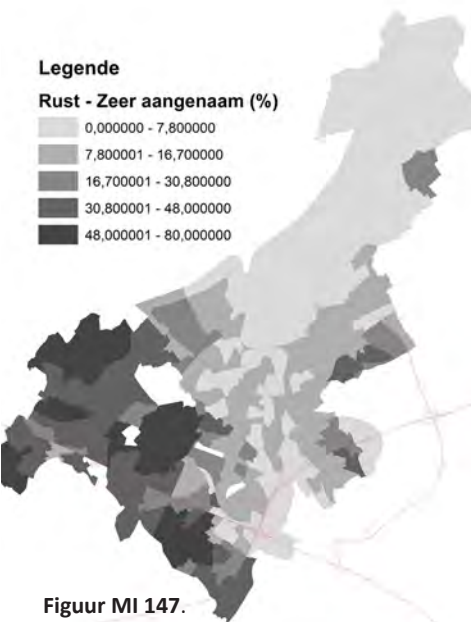 Legende
Rust - Zeer aangenaam (%)
0,000000 - 7,800000
7,800001 - 16,700000
16,700001 - 30,800000
30,800001 - 48,000000
48,000001 - 80,000000
Figuur MI 147.